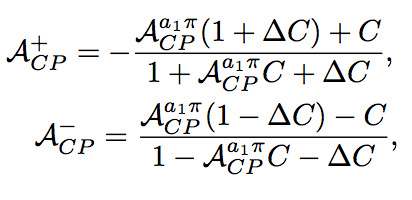 $\mathcal{A}_{CP}^{+} = -\frac{\mathcal{A}_{CP}^{a_1\pi}(1+\Delta C)+C}{1+\mathcal{A}_{CP}^{a_1\pi}C+\Delta C},$
$\mathcal{A}_{CP}^{-} = \frac{\mathcal{A}_{CP}^{a_1\pi}(1-\Delta C)-C}{1-\mathcal{A}_{CP}^{a_1\pi}C-\Delta C},$